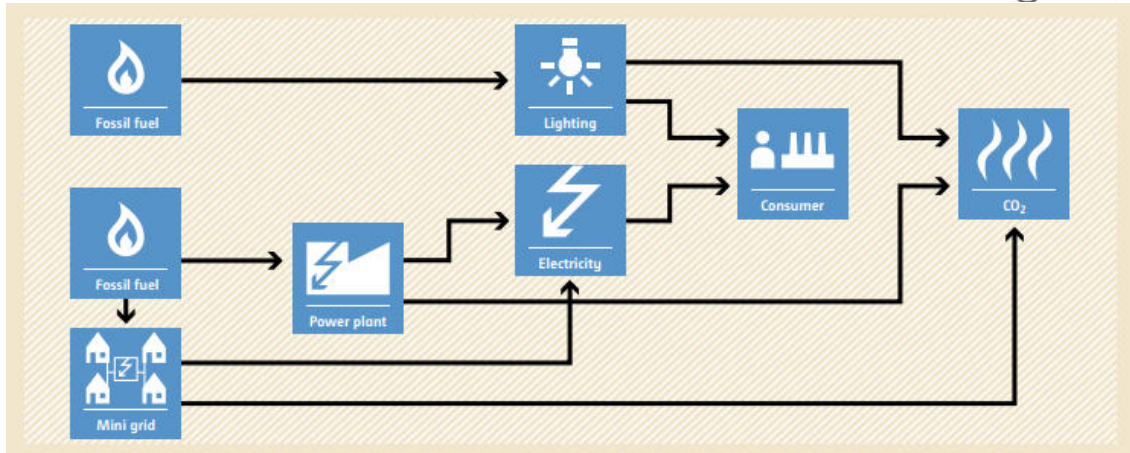 Fossil fuel
Lighting
Consumer
CO₂
Fossil fuel
Electricity
Power plant
Mini grid